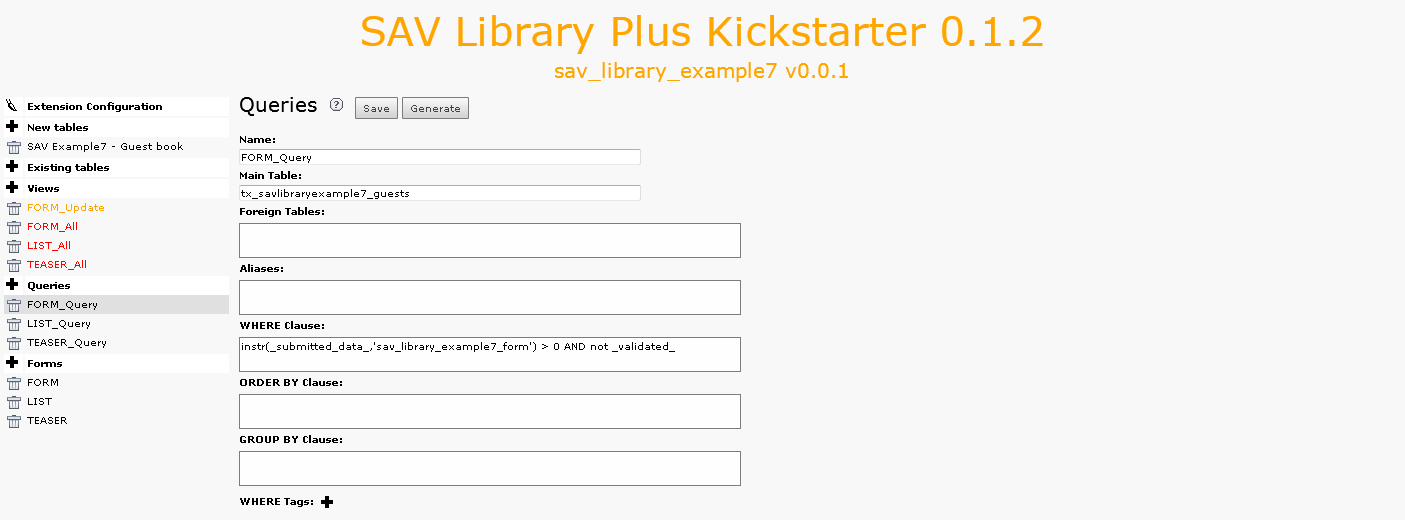 SAV Library Plus Kickstarter 0.1.2
sav_library_example7 v0.0.1
Extension Configuration
New tables
SAV Example7 - Guest book
Existing tables
Views
FORM_Update
FORM_All
LIST_All
TEASER_All
Queries
FORM_Query
LIST_Query
TEASER_Query
Forms
FORM
LIST
TEASER
Queries ? Save Generate
Name:
FORM_Query
Main Table:
tx_savlibraryexample7_guests
Foreign Tables:
Aliases:
WHERE Clause:
instr(_submitted_data_,'sav_library_example7_form') > 0 AND not _validated_
ORDER BY Clause:
GROUP BY Clause:
WHERE Tags: